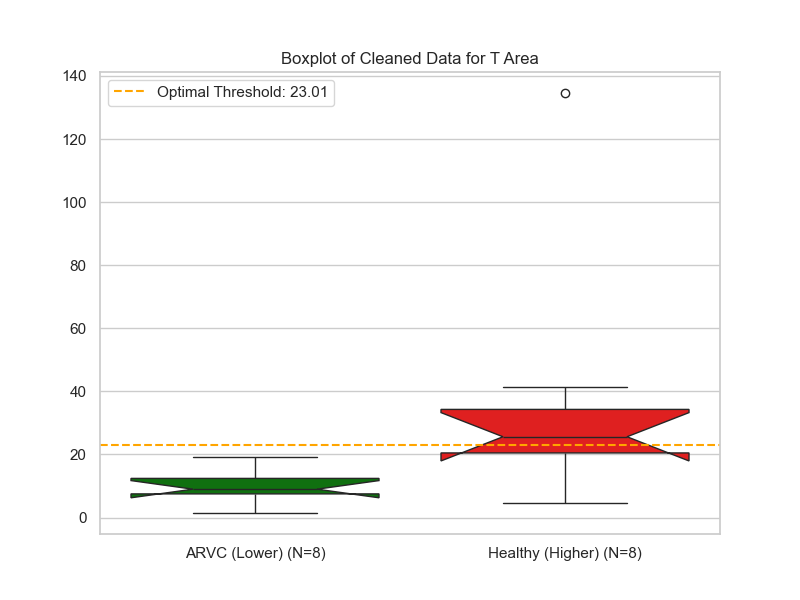 Boxplot of Cleaned Data for T Area
Optimal Threshold: 23.01
140
120
100
80
60
40
20
0
ARVC (Lower) (N=8)
Healthy (Higher) (N=8)